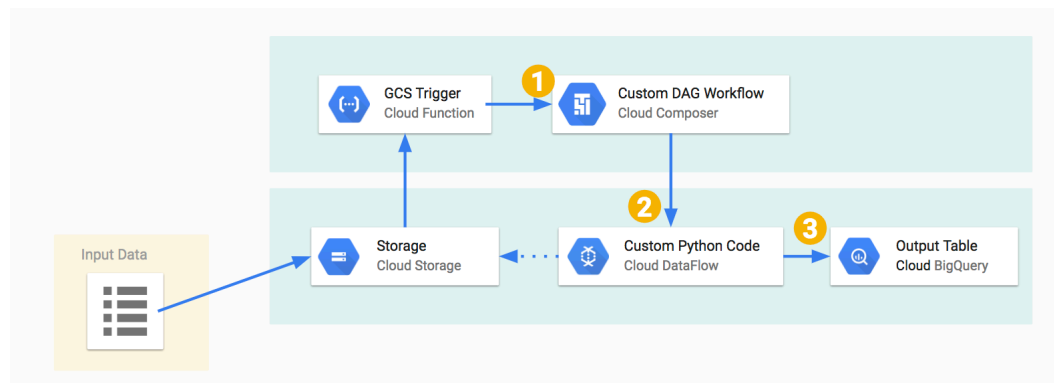 1
GCS Trigger
Cloud Function
Custom DAG Workflow
Cloud Composer
2
3
Input Data
Storage
Cloud Storage
Custom Python Code
Cloud DataFlow
Output Table
Cloud BigQuery